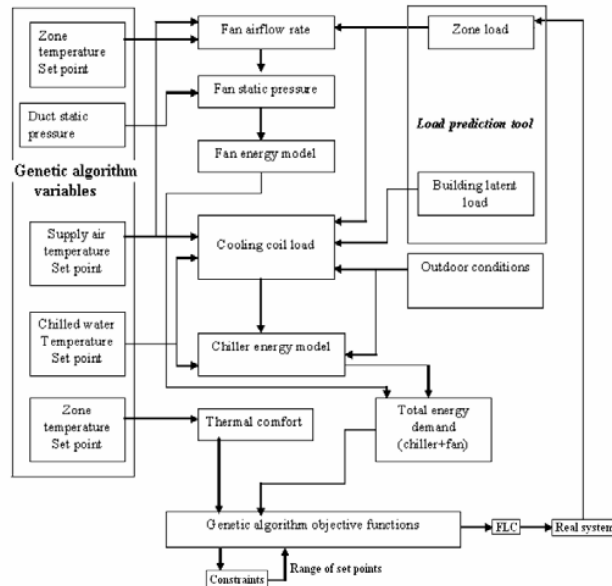 Zone
temperature
Set point
Fan airflow rate
Zone load
Duct static
pressure
Fan static pressure
Load prediction tool
Genetic algorithm
variables
Fan energy model
Building latent
load
Supply air
temperature
Set point
Cooling coil load
Outdoor conditions
Chilled water
Temperature
Set point
Chiller energy model
Zone
temperature
Set point
Thermal comfort
Total energy
demand
(chiller+fan)
Genetic algorithm objective functions
FLC
Real system
Constraints
Range of set points